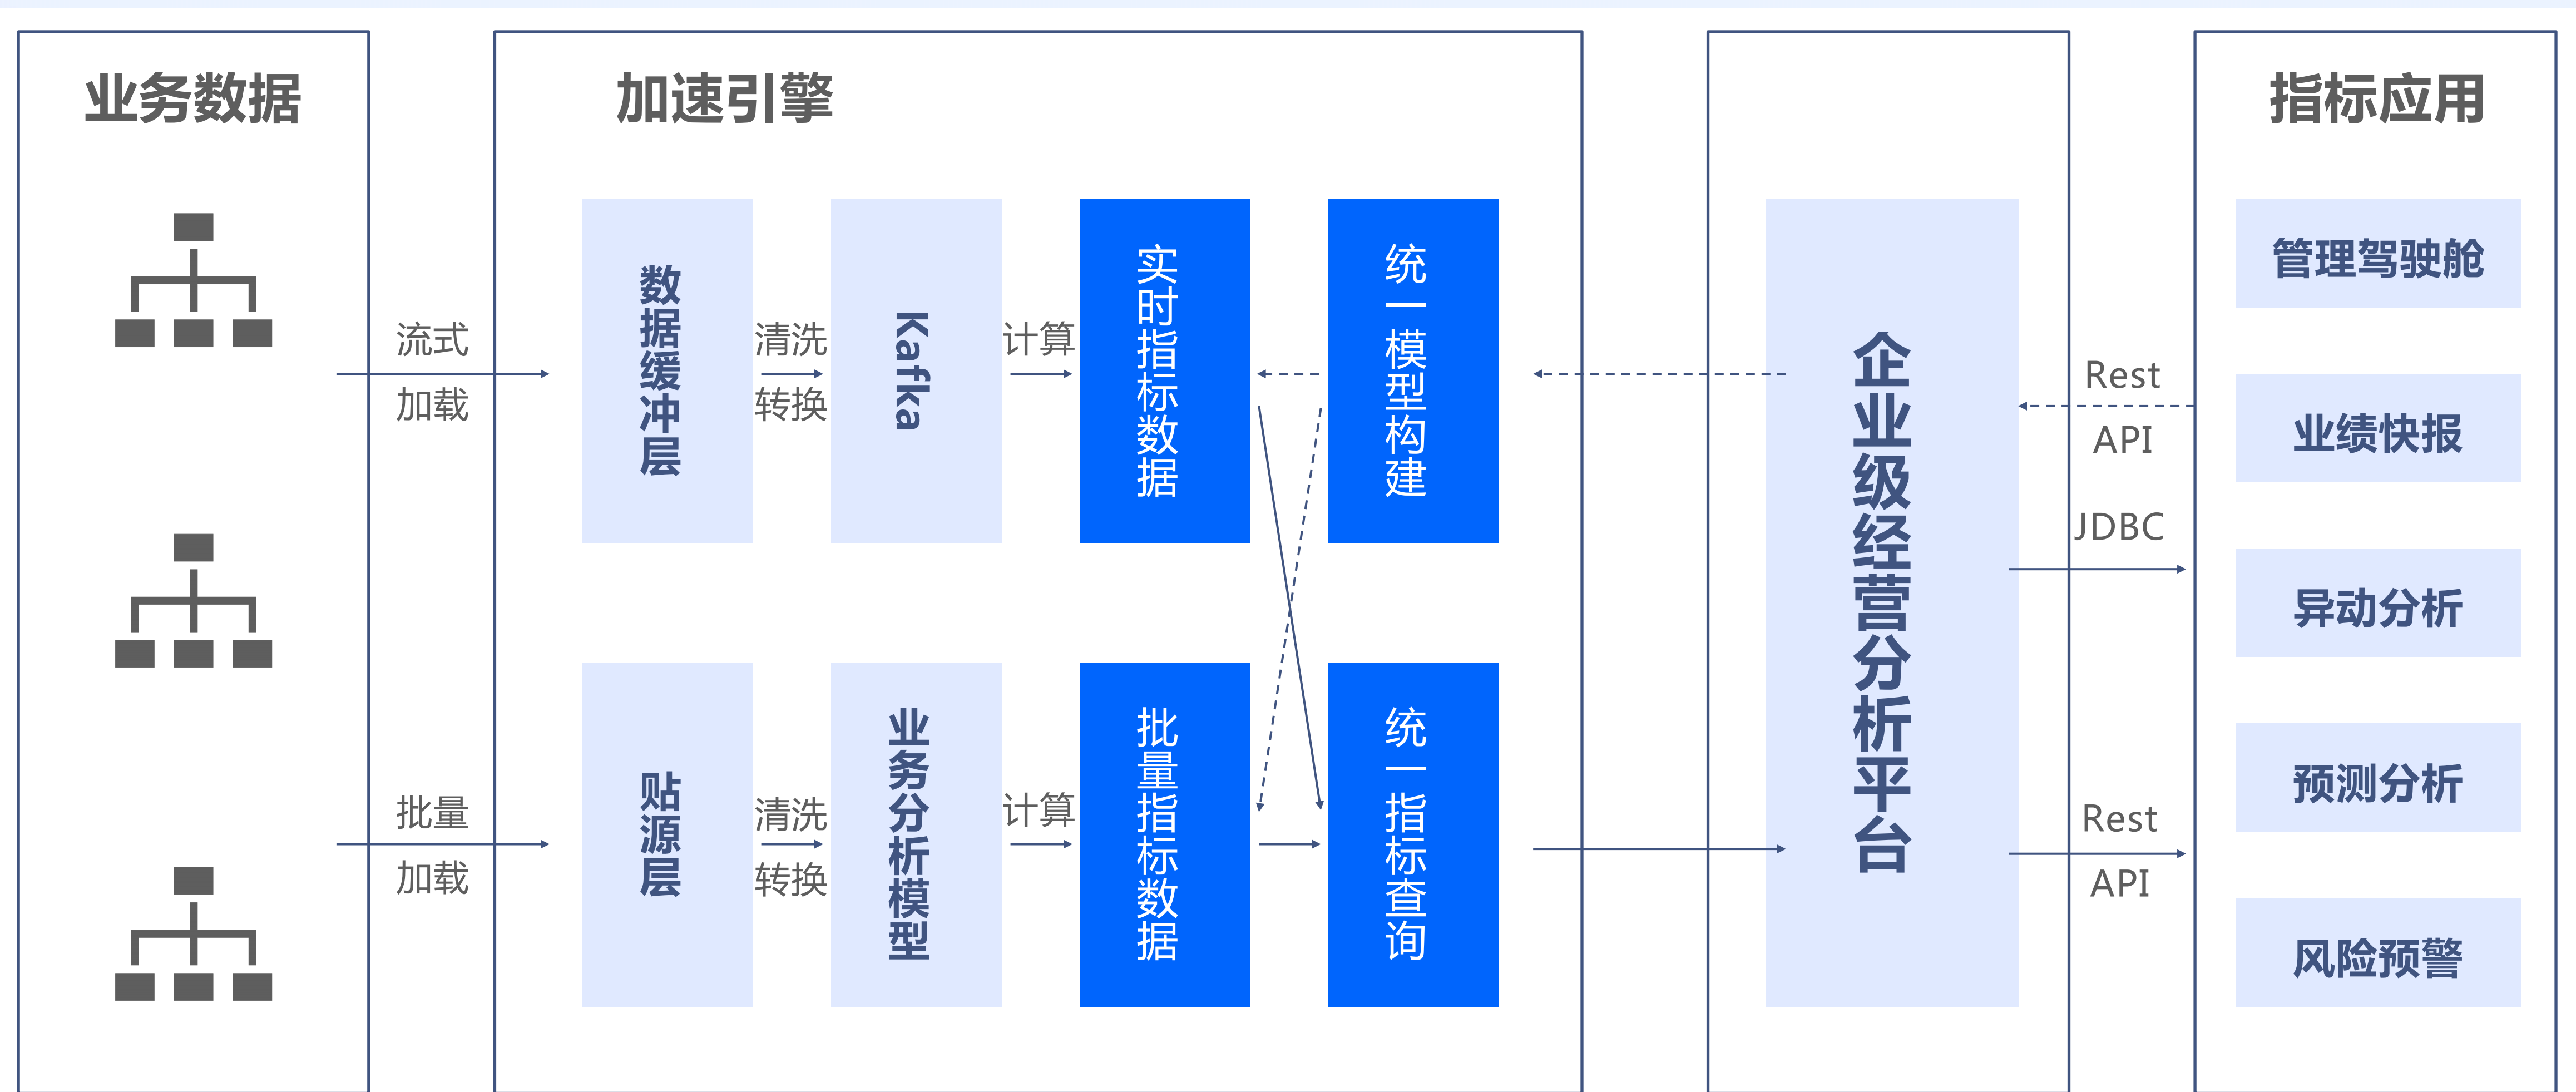 业务数据
流式
加载
批量
加载
加速引擎
数据缓冲层
清洗
转换
Kafka
计算
实时指标数据
统一模型构建
贴源层
清洗
转换
业务分析模型
计算
批量指标数据
统一指标查询
企业级经营分析平台
Rest
API
JDBC
Rest
API
指标应用
管理驾驶舱
业绩快报
异动分析
预测分析
风险预警